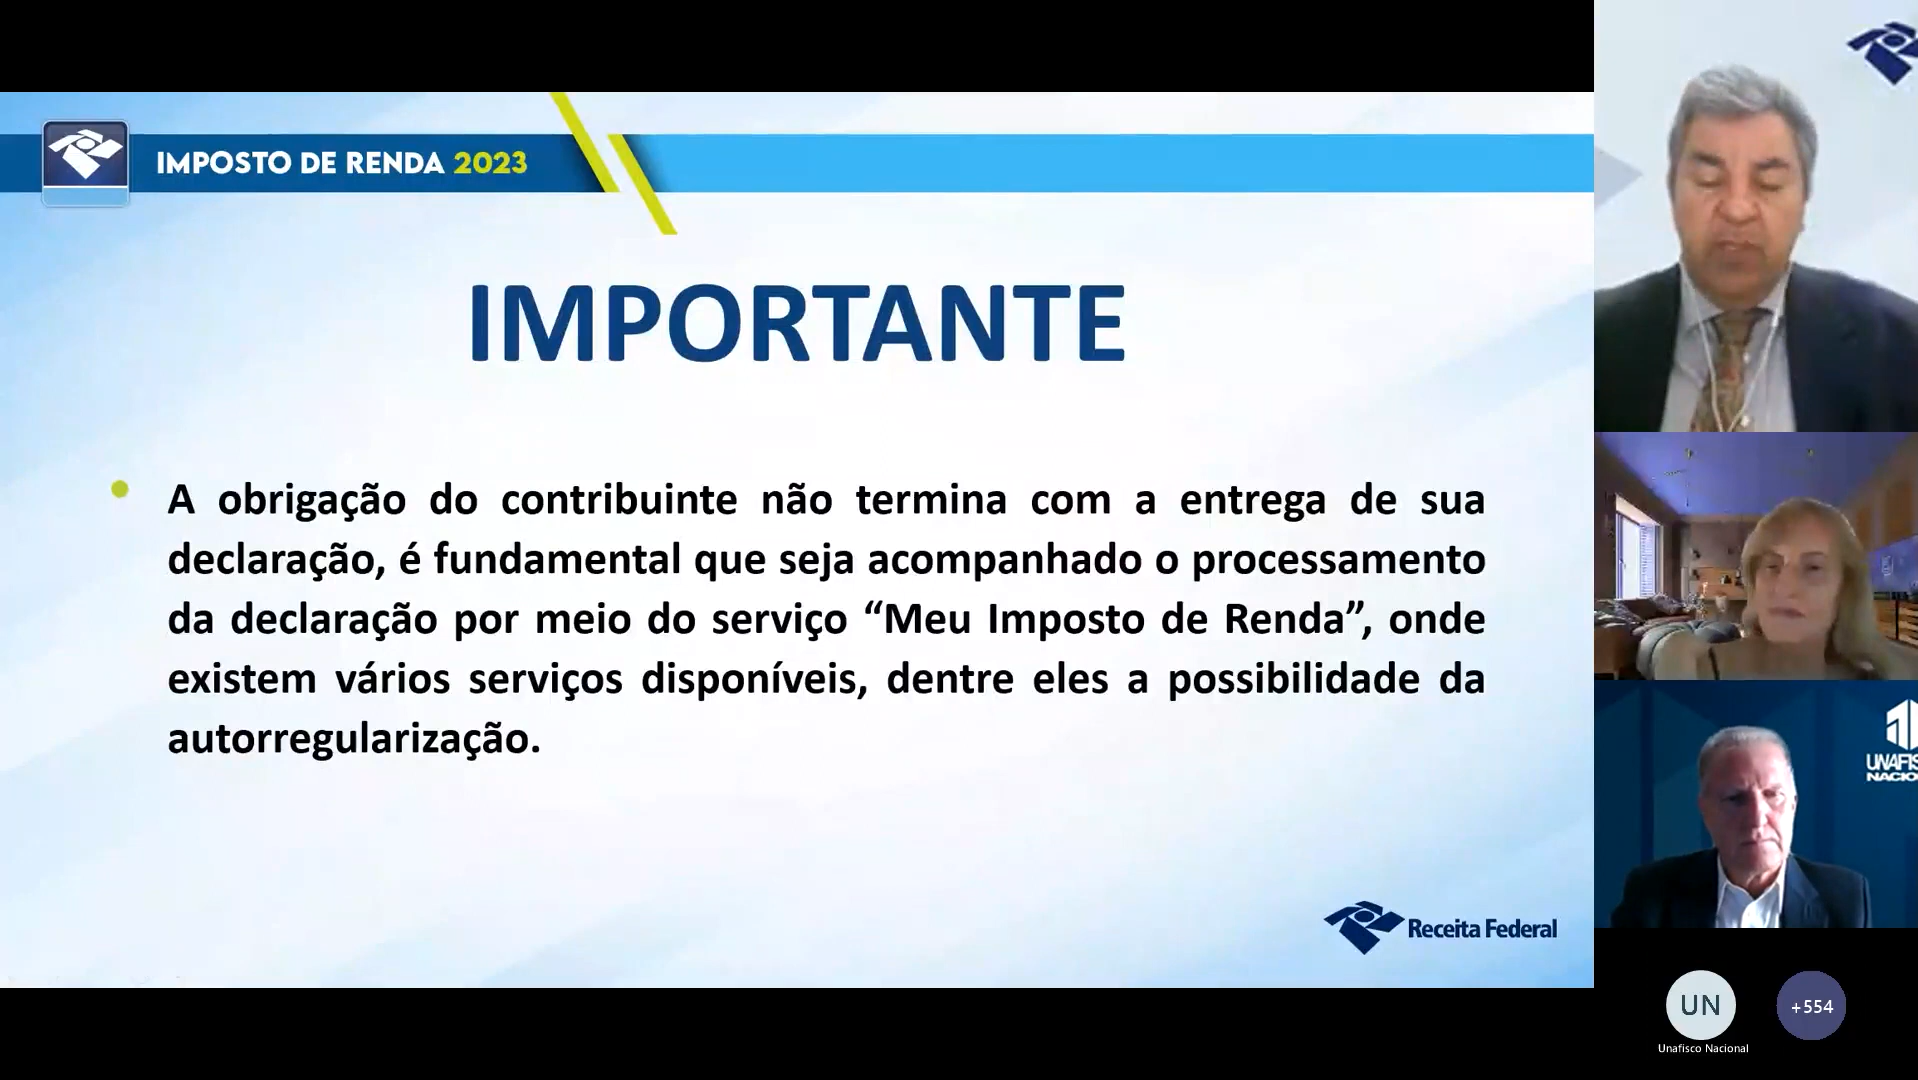 IMPOSTO DE RENDA 2023
IMPORTANTE
A obrigação do contribuinte não termina com a entrega de sua
declaração, é fundamental que seja acompanhado o processamento
da declaração por meio do serviço “Meu Imposto de Renda”, onde
existem vários serviços disponíveis, dentre eles a possibilidade da
autorregularização.
Receita Federal
UNAFIS
NACIO
UN
+554
Unafisco Nacional